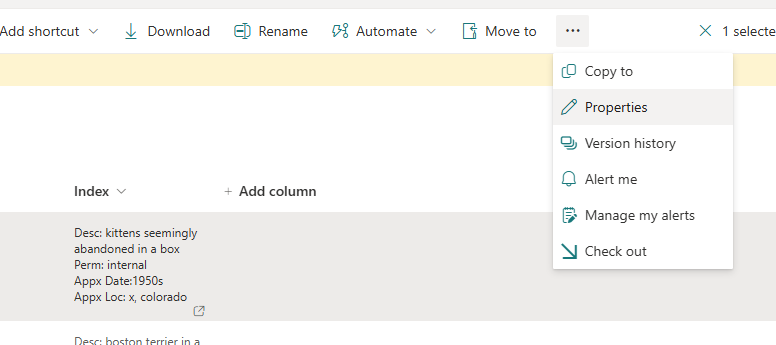 Add shortcut Download Rename Automate Move to ... 1 selecte
Copy to
Properties
Version history
Alert me
Manage my alerts
Check out
Index + Add column
Desc: kittens seemingly
abandoned in a box
Perm: internal
Appx Date:1950s
Appx Loc: x, colorado
Desc: boston terrier in a